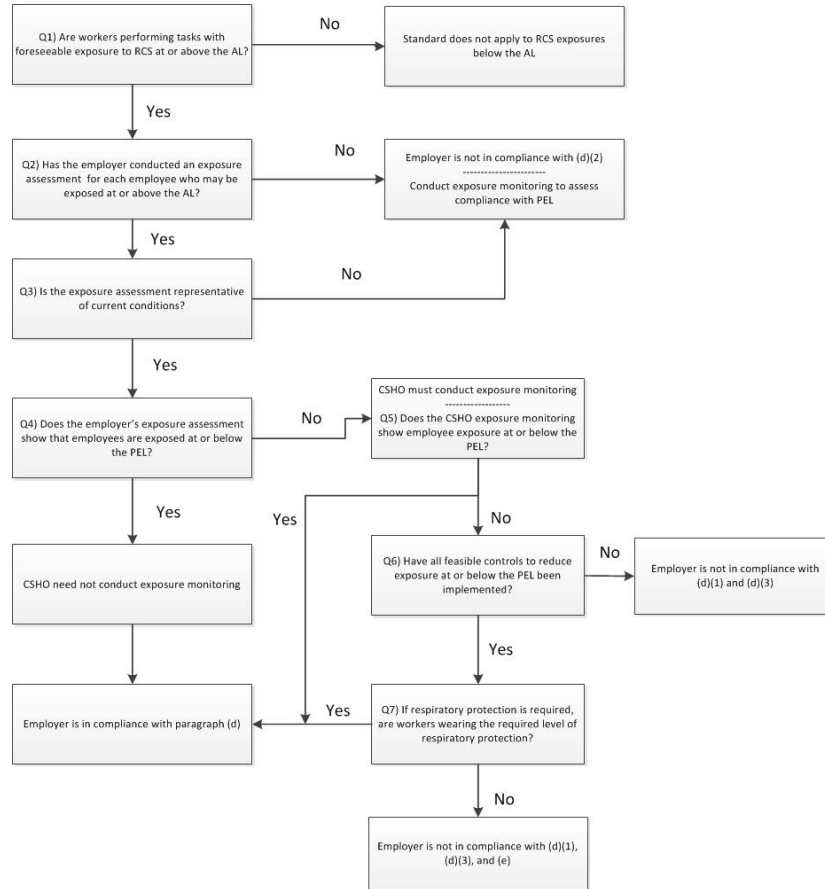 Q1) Are workers performing tasks with
foreseeable exposure to RCS at or above the AL?
No
Standard does not apply to RCS exposures
below the AL
Yes
Q2) Has the employer conducted an exposure
assessment for each employee who may be
exposed at or above the AL?
No
Employer is not in compliance with (d)(2)
-----------------------
Conduct exposure monitoring to assess
compliance with PEL
Yes
Q3) Is the exposure assessment representative
of current conditions?
No
Yes
Q4) Does the employer's exposure assessment
show that employees are exposed at or below
the PEL?
No
CSHO must conduct exposure monitoring
------------------
Q5) Does the CSHO exposure monitoring
show employee exposure at or below the
PEL?
Yes
Yes
No
CSHO need not conduct exposure monitoring
Q6) Have all feasible controls to reduce
exposure at or below the PEL been
implemented?
No
Employer is not in compliance with
(d)(1) and (d)(3)
Yes
Employer is in compliance with paragraph (d)
Yes
Q7) If respiratory protection is required,
are workers wearing the required level of
respiratory protection?
No
Employer is not in compliance with (d)(1),
(d)(3), and (e)